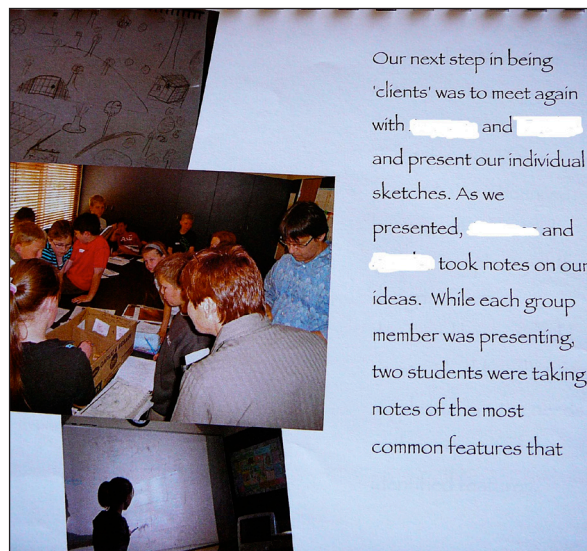 Our next step in being
'clients' was to meet again
with and
and present our individual
sketches. As we
presented, and
took notes on our
ideas. While each group
member was presenting,
two students were taking
notes of the most
common features that